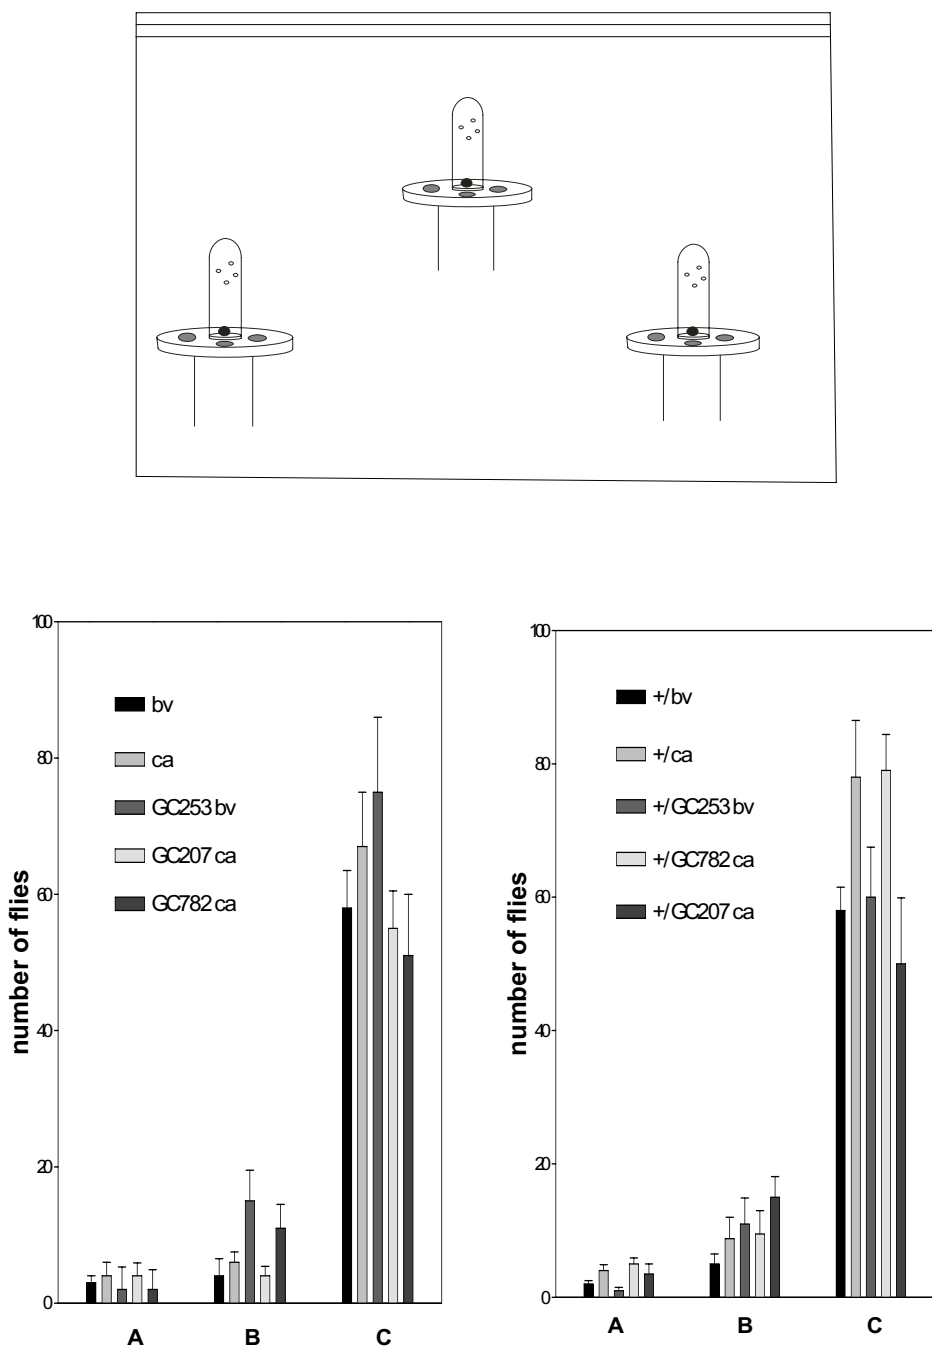 100
80
60
40
20
0
number of flies
bv
ca
GC253 bv
GC207 ca
GC782 ca
A B C
100
80
60
40
20
0
number of flies
+/bv
+/ca
+/GC253 bv
+/GC782 ca
+/GC207 ca
A B C